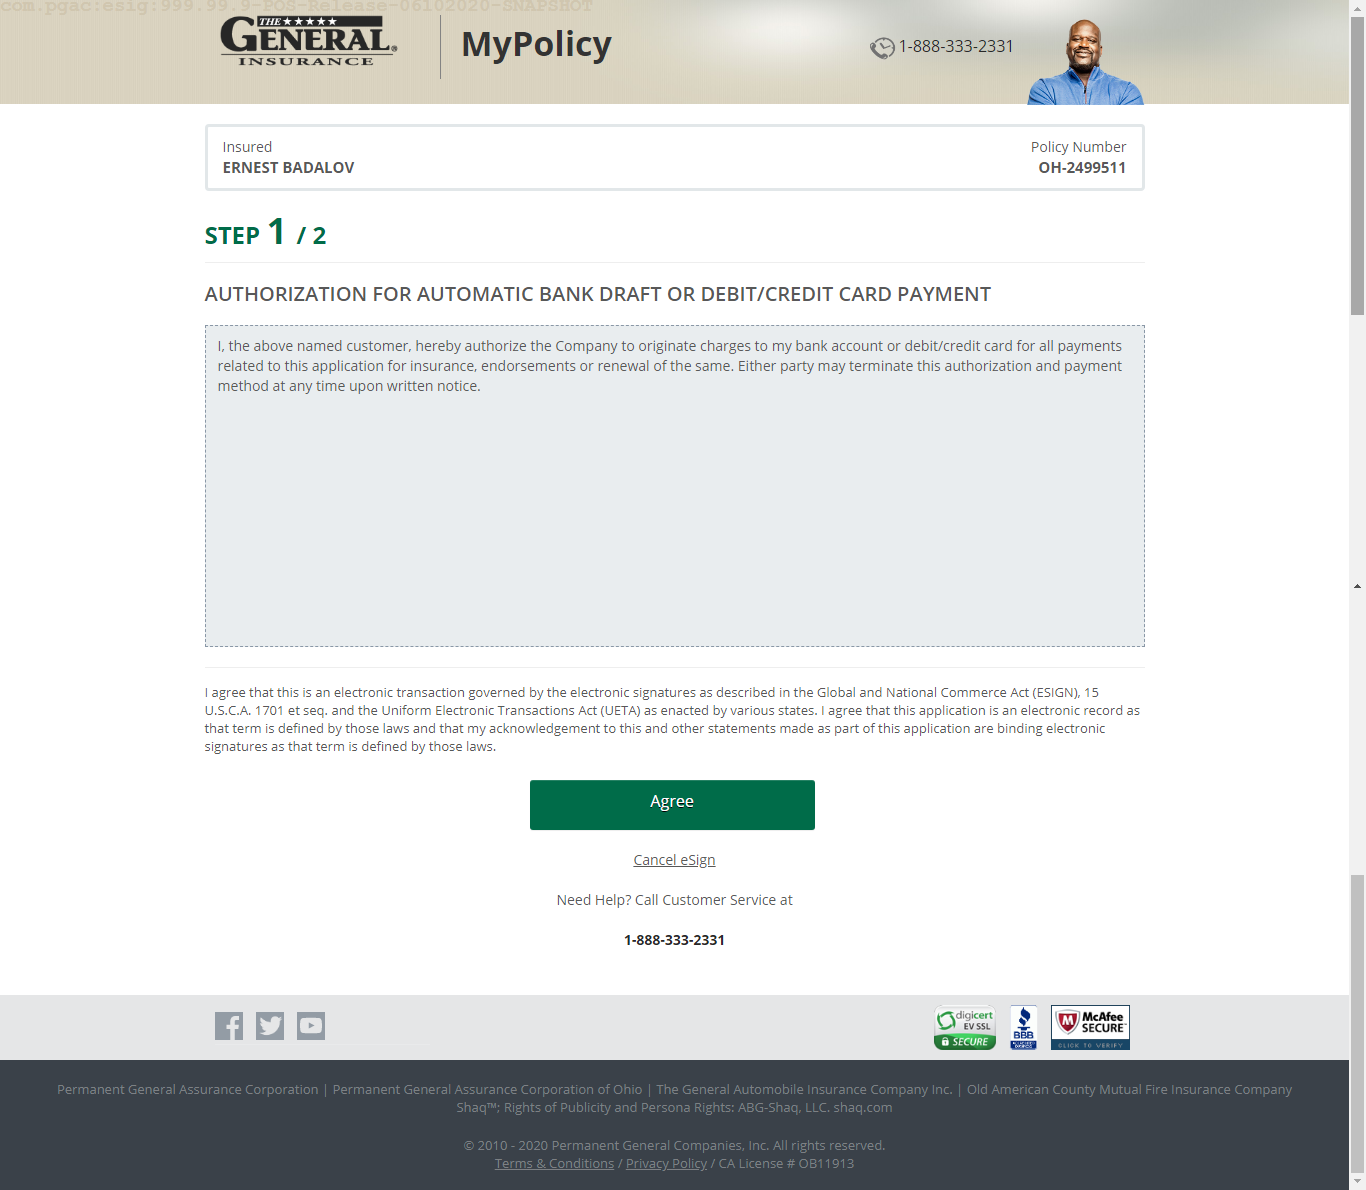 com.pgac:esig:999.99.9-POS-Release-06102020-SNAPSHOT
THE
GENERAL®
INSURANCE
MyPolicy
1-888-333-2331
Insured
Policy Number
ERNEST BADALOV
OH-2499511
STEP 1 / 2
AUTHORIZATION FOR AUTOMATIC BANK DRAFT OR DEBIT/CREDIT CARD PAYMENT
I, the above named customer, hereby authorize the Company to originate charges to my bank account or debit/credit card for all payments
related to this application for insurance, endorsements or renewal of the same. Either party may terminate this authorization and payment
method at any time upon written notice.
I agree that this is an electronic transaction governed by the electronic signatures as described in the Global and National Commerce Act (ESIGN), 15
U.S.C.A. 1701 et seq. and the Uniform Electronic Transactions Act (UETA) as enacted by various states. I agree that this application is an electronic record as
that term is defined by those laws and that my acknowledgement to this and other statements made as part of this application are binding electronic
signatures as that term is defined by those laws.
Agree
Cancel eSign
Need Help? Call Customer Service at
1-888-333-2331
digicert
EV SSL
SECURE
BBB
McAfee
SECURE™
CLICK TO VERIFY
Permanent General Assurance Corporation | Permanent General Assurance Corporation of Ohio | The General Automobile Insurance Company Inc. | Old American County Mutual Fire Insurance Company
Shaq™; Rights of Publicity and Persona Rights: ABG-Shaq, LLC. shaq.com
© 2010 - 2020 Permanent General Companies, Inc. All rights reserved.
Terms & Conditions / Privacy Policy / CA License # OB11913